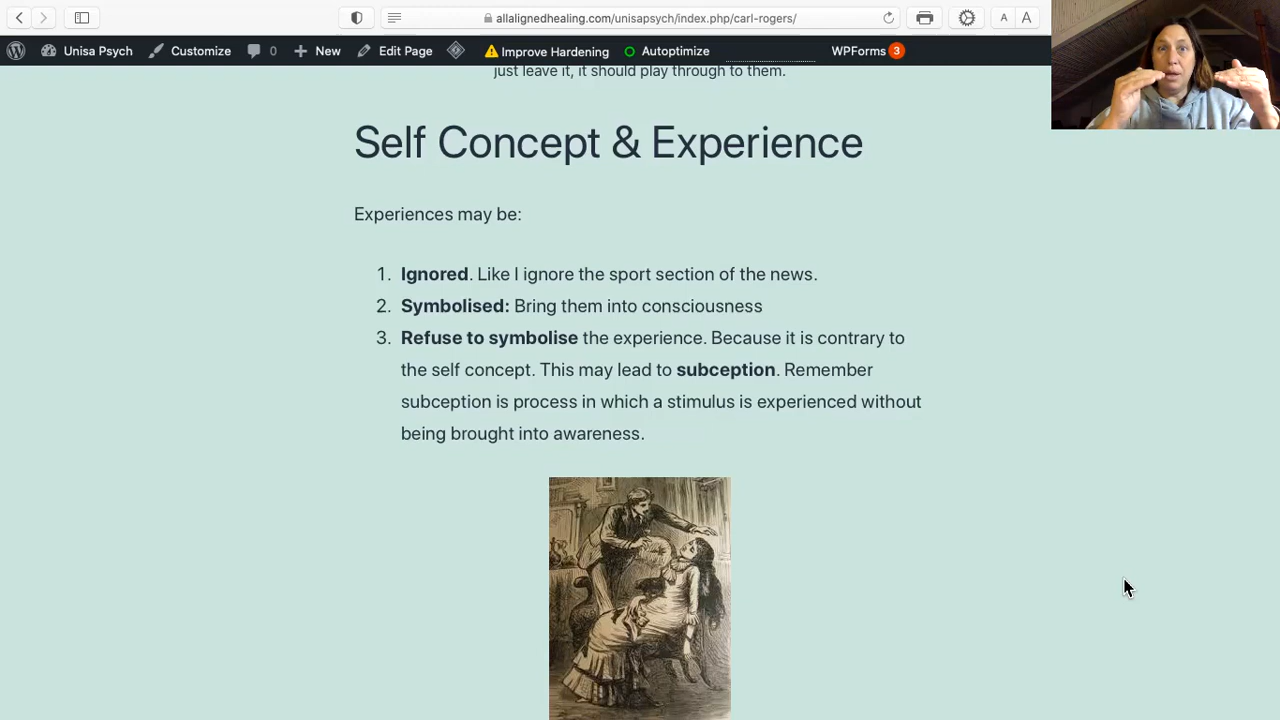 allalignedhealing.com/unisapsych/index.php/carl-rogers/
A A
Unisa Psych Customize 0 New Edit Page Improve Hardening Autoptimize WPForms 3
just leave it, it should play through to them.
Self Concept & Experience
Experiences may be:
1. Ignored. Like I ignore the sport section of the news.
2. Symbolised: Bring them into consciousness
3. Refuse to symbolise the experience. Because it is contrary to
the self concept. This may lead to subception. Remember
subception is process in which a stimulus is experienced without
being brought into awareness.